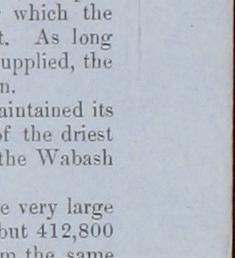 which the
t. As long
upplied, the
n.
aintained its
of the driest
the Wabash
e very large
but 412,800
m the same